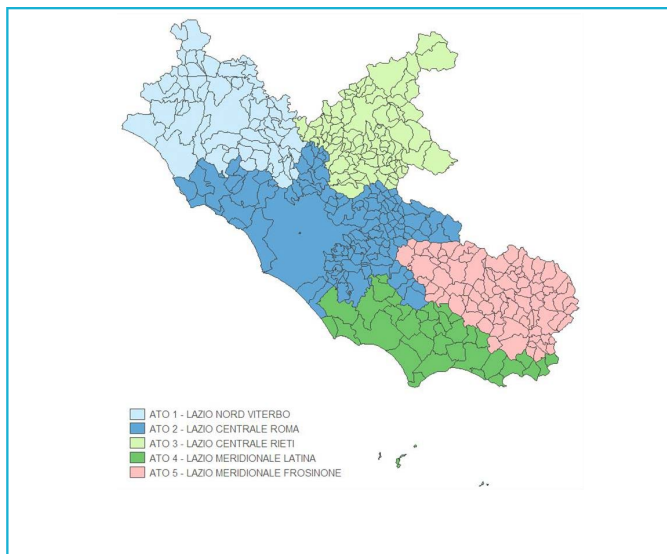 ATO 1 - LAZIO NORD VITERBO
ATO 2 - LAZIO CENTRALE ROMA
ATO 3 - LAZIO CENTRALE RIETI
ATO 4 - LAZIO MERIDIONALE LATINA
ATO 5 - LAZIO MERIDIONALE FROSINONE